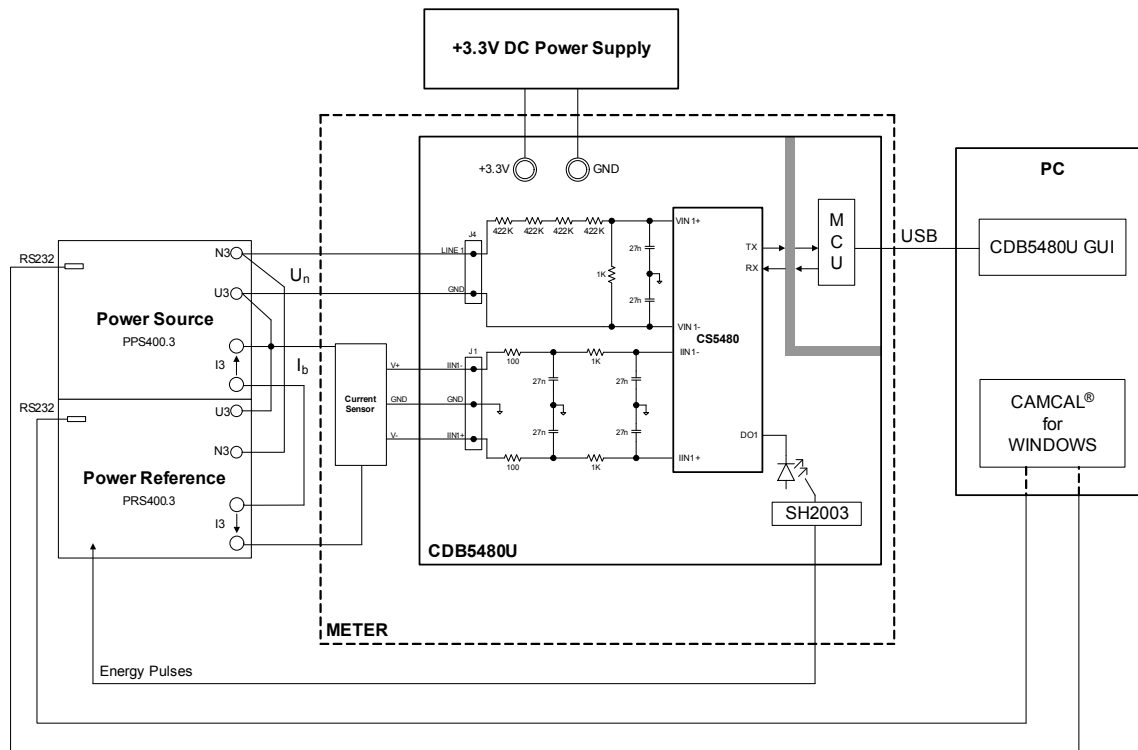 +3.3V DC Power Supply
+3.3V
GND
PC
M
C
U
USB
CDB5480U GUI
J4
LINE 1
422K
422K
422K
422K
VIN 1+
27n
1K
27n
GND
VIN 1-
TX
RX
CS5480
RS232
N3
Un
U3
Power Source
PPS400.3
I3
Ib
RS232
U3
N3
Power Reference
PRS400.3
I3
Current
Sensor
V+
GND
V-
J1
IIN1-
GND
IIN1+
100
1K
IIN1-
27n
27n
27n
27n
100
1K
IIN1+
DO1
SH2003
CAMCAL®
for
WINDOWS
CDB5480U
METER
Energy Pulses